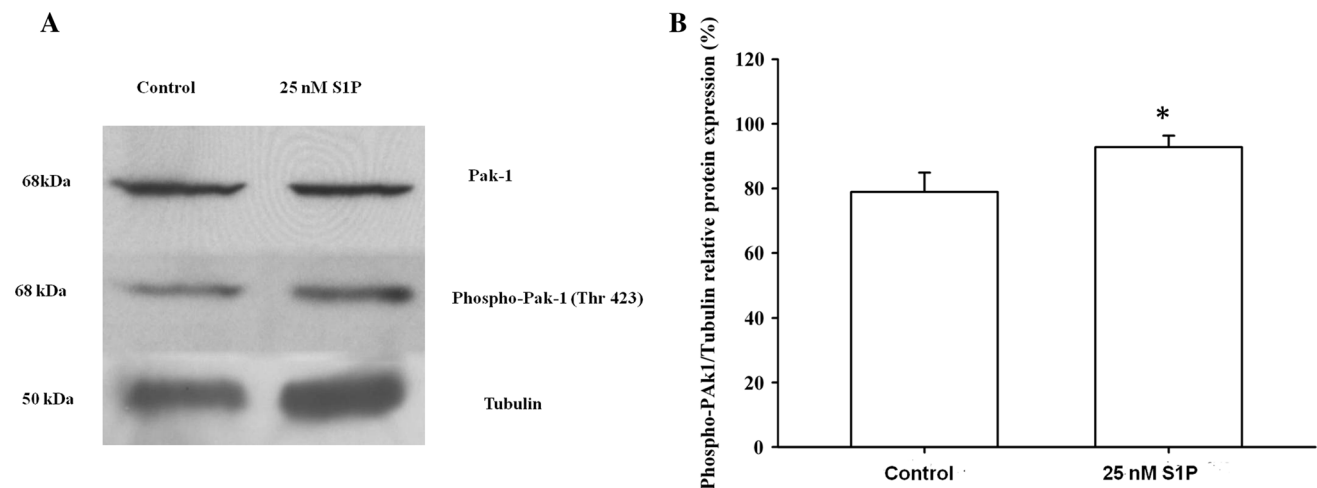 A
Control 25 nM S1P
68kDa
Pak-1
68 kDa
Phospho-Pak-1 (Thr 423)
50 kDa
Tubulin
B
Phospho-PAk1/Tubulin relative protein expression (%)
120
100
80
60
40
20
0
*
Control 25 nM S1P